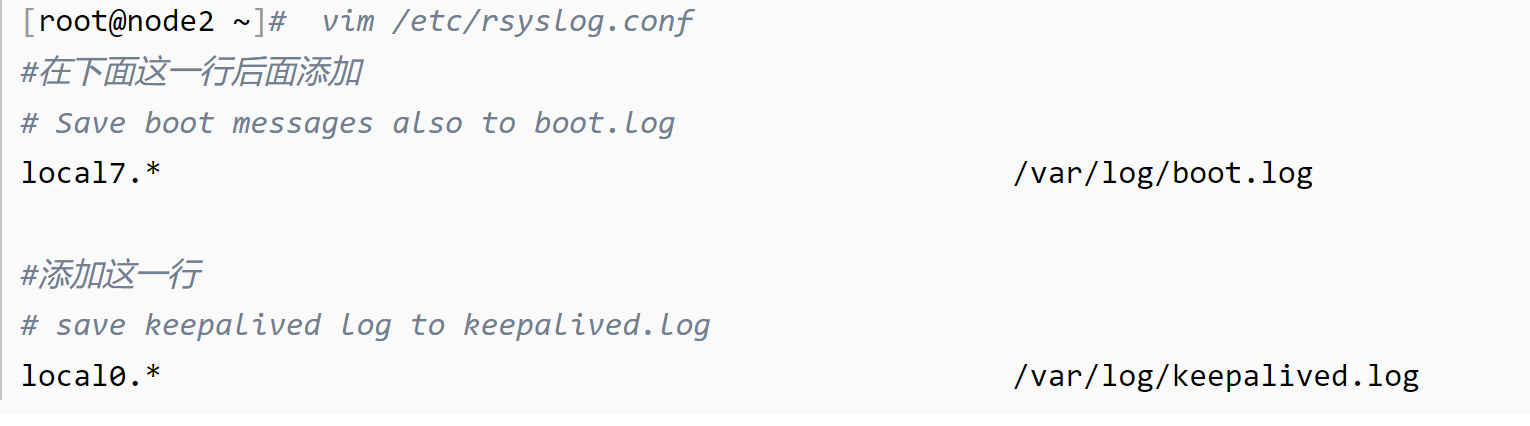 [root@node2 ~]#  vim /etc/rsyslog.conf
#在下面这一行后面添加
# Save boot messages also to boot.log
local7.*                                                /var/log/boot.log
#添加这一行
# save keepalived log to keepalived.log
local0.*                                                /var/log/keepalived.log